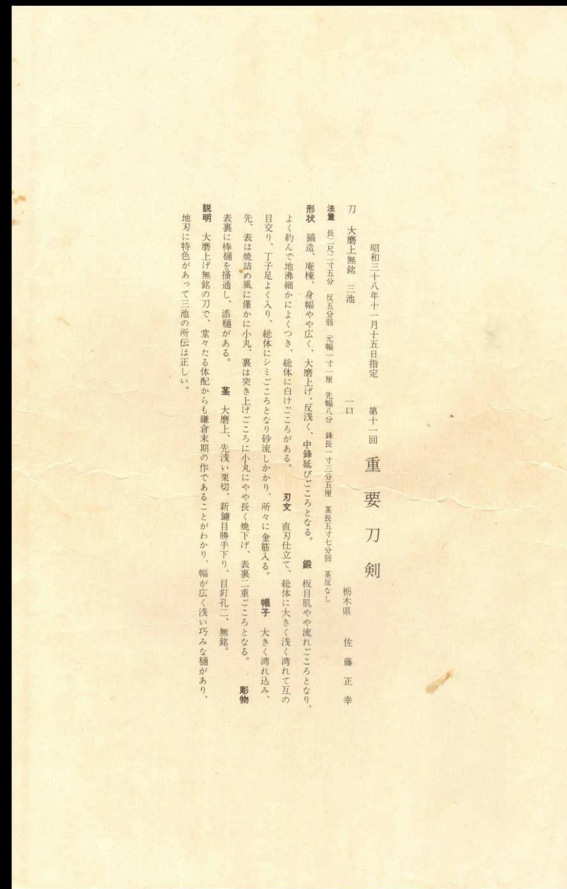 昭和三十八年十一月十五日指定　第十一回　重要刀剣
刀　大磨上無銘　三池　一口　栃木県　佐藤正幸
法量　長二尺二寸五分　反五分弱　元幅一寸一厘　先幅八分　鋒長一寸三分五厘　茎長五寸七分弱　茎反なし
形状　鎬造、庵棟、身幅やや広く、大磨上げ、反浅く、中鋒延びごころとなる。　鍛　板目肌やや流れごころとなり、
よく約んで地沸細かによくつき、総体に白けごころがある。　刃文　直刃仕立て、総体に大きく浅く湾れて互の
目交り、丁子足よく入り、総体にシミごころとなり砂流しかかり、所々に金筋入る。　帽子　大きく湾れ込み、
先、表は焼詰め風に僅かに小丸、裏は突き上げごころに小丸にやや長く焼下げ、表裏二重ごころとなる。　彫物
表裏に棒樋を掻通し、添樋がある。　茎　大磨上、先浅い栗切、新鑢目勝手下り、目釘孔二、無銘。
説明　大磨上げ無銘の刀で、堂々たる体配からも鎌倉末期の作であることがわかり、幅が広く浅い巧みな樋があり、
地刃に特色があって三池の所伝は正しい。